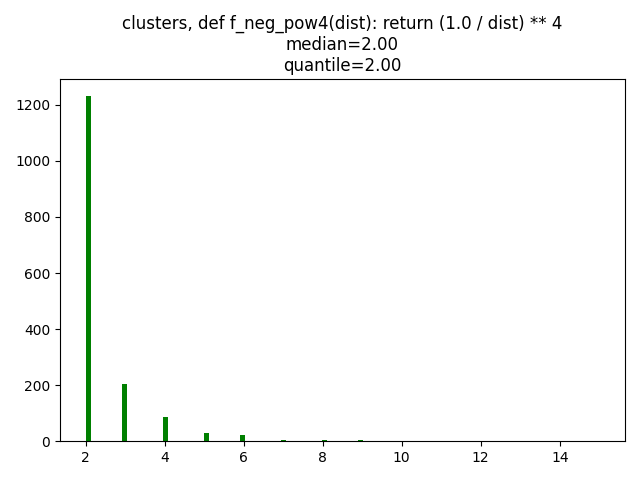 clusters, def f_neg_pow4(dist): return (1.0 / dist) ** 4
median=2.00
quantile=2.00
1200
1000
800
600
400
200
0
2 4 6 8 10 12 14